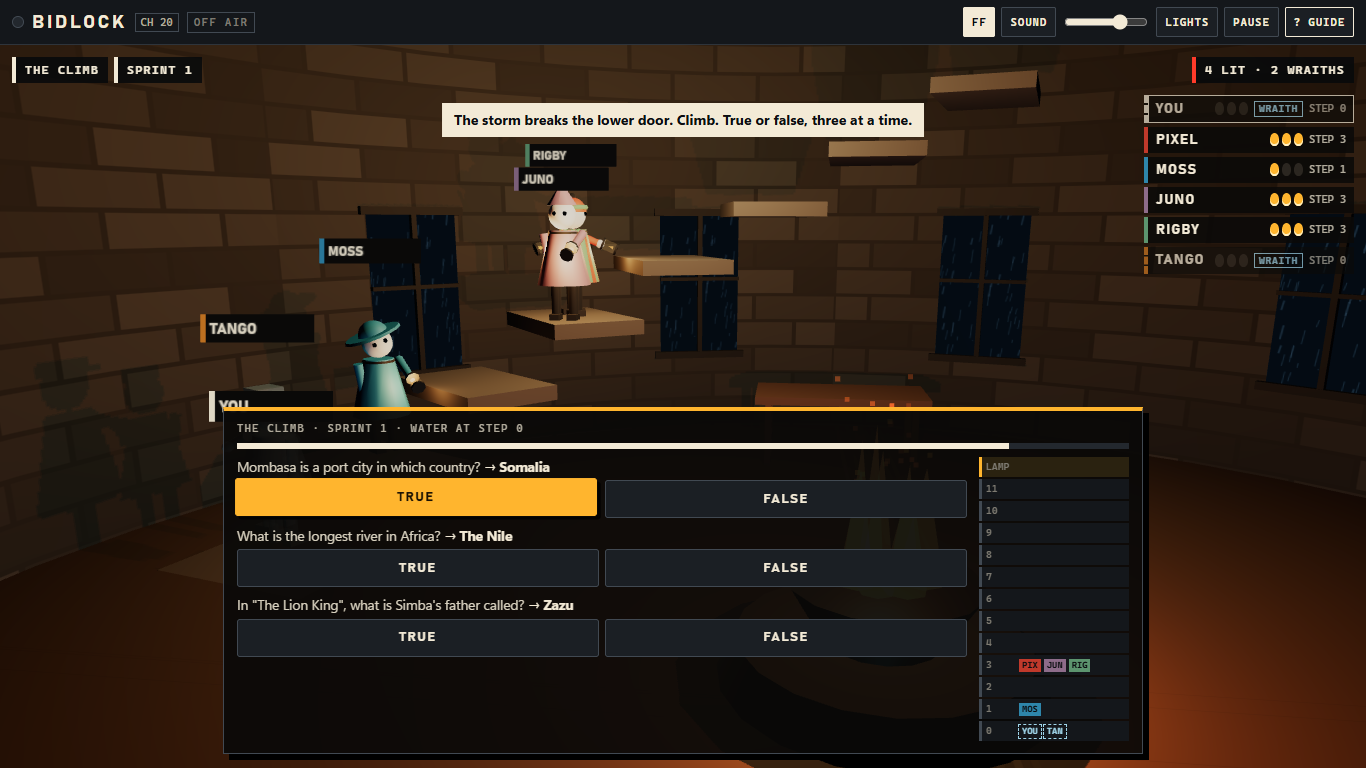 BIDLOCK CH 20 OFF AIR FF SOUND LIGHTS PAUSE ? GUIDE
THE CLIMB SPRINT 1
4 LIT · 2 WRAITHS
The storm breaks the lower door. Climb. True or false, three at a time.
YOU WRAITH STEP 0
PIXEL STEP 3
MOSS STEP 1
JUNO STEP 3
RIGBY STEP 3
TANGO WRAITH STEP 0
RIGBY
JUNO
MOSS
TANGO
YOU
THE CLIMB · SPRINT 1 · WATER AT STEP 0
Mombasa is a port city in which country? → Somalia
TRUE FALSE
What is the longest river in Africa? → The Nile
TRUE FALSE
In "The Lion King", what is Simba's father called? → Zazu
TRUE FALSE
LAMP
11
10
9
8
7
6
5
4
3 PIX JUN RIG
2
1 MOS
0 YOU TAN